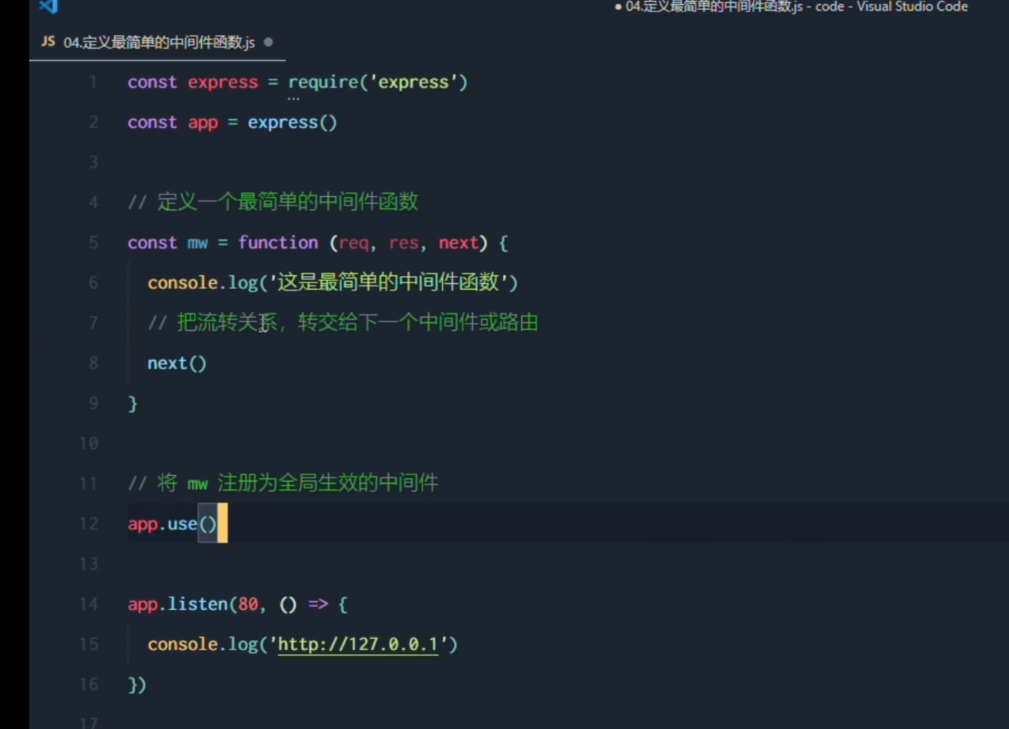 ● 04.定义最简单的中间件函数.js - code - Visual Studio Code
JS 04.定义最简单的中间件函数.js ●
1 const express = require('express')
2 const app = express()
3
4 // 定义一个最简单的中间件函数
5 const mw = function (req, res, next) {
6 console.log('这是最简单的中间件函数')
7 // 把流转关系，转交给下一个中间件或路由
8 next()
9 }
10
11 // 将 mw 注册为全局生效的中间件
12 app.use()
13
14 app.listen(80, () => {
15 console.log('http://127.0.0.1')
16 })
17